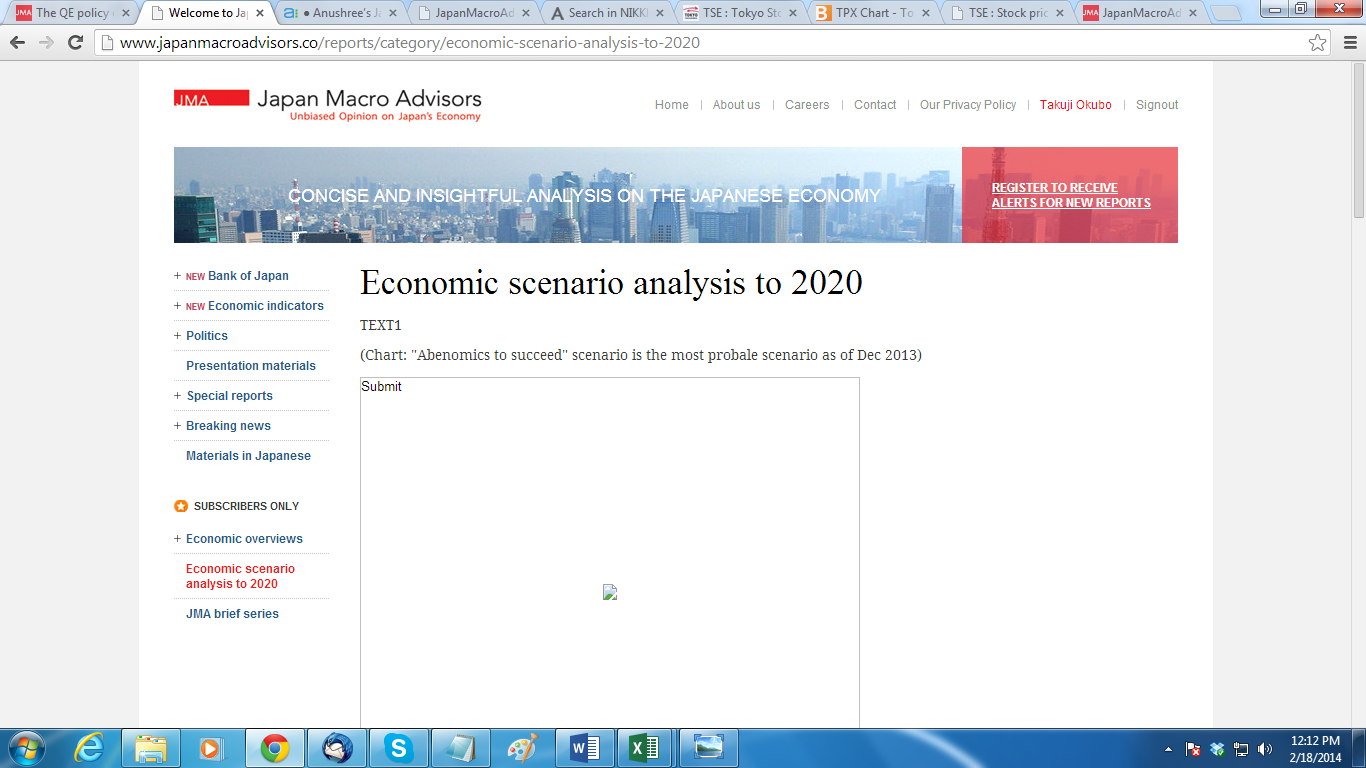 The QE policy
Welcome to Ja
● Anushree's J
JapanMacroAd
Search in NIKKE
TSE : Tokyo Sto
TPX Chart - To
TSE : Stock pric
JapanMacroAd
www.japanmacroadvisors.co/reports/category/economic-scenario-analysis-to-2020
JMA Japan Macro Advisors
Unbiased Opinion on Japan's Economy
Home | About us | Careers | Contact | Our Privacy Policy | Takuji Okubo | Signout
CONCISE AND INSIGHTFUL ANALYSIS ON THE JAPANESE ECONOMY
REGISTER TO RECEIVE
ALERTS FOR NEW REPORTS
+ NEW Bank of Japan
+ NEW Economic indicators
+ Politics
Presentation materials
+ Special reports
+ Breaking news
Materials in Japanese
SUBSCRIBERS ONLY
+ Economic overviews
Economic scenario
analysis to 2020
JMA brief series
Economic scenario analysis to 2020
TEXT1
(Chart: "Abenomics to succeed" scenario is the most probale scenario as of Dec 2013)
Submit
12:12 PM
2/18/2014